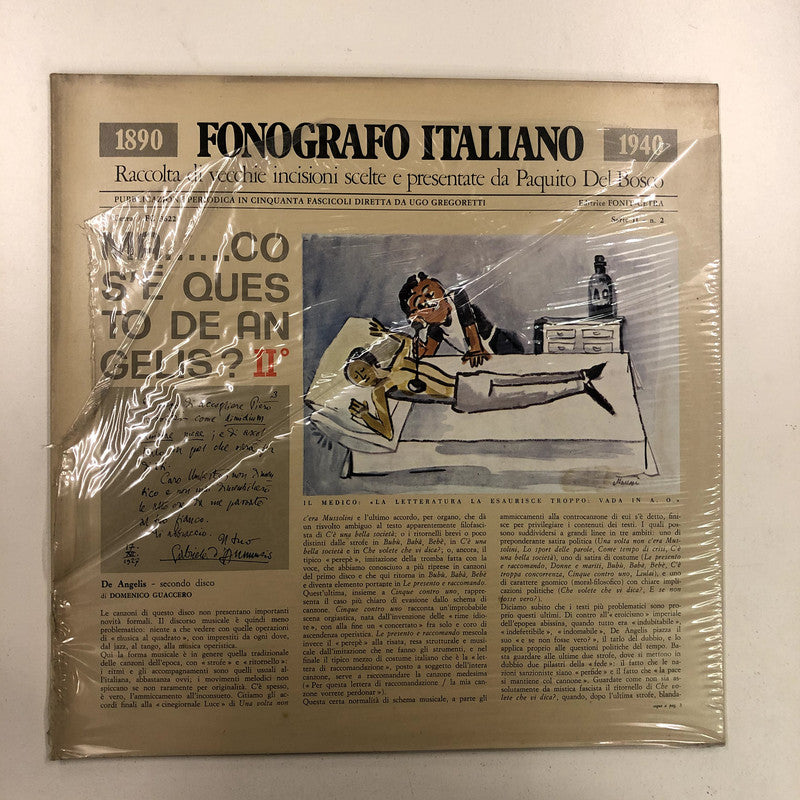 1890 FONOGRAFO ITALIANO 1940
Raccolta di vecchie incisioni scelte e presentate da Paquito Del Bosco
PUBBLICAZIONE PERIODICA IN CINQUANTA FASCICOLI DIRETTA DA UGO GREGORETTI Editrice FONIT-CETRA
Serie II - n. 2
MA......CO
S'È QUES
TO DE AN
GELIS? II°
IL MEDICO: «LA LETTERATURA LA ESAURISCE TROPPO: VADA IN A. O.»
De Angelis - secondo disco
di DOMENICO GUACCERO
Le canzoni di questo disco non presentano importanti
novità formali. Il discorso musicale è quindi meno
problematico: niente a che vedere con quelle operazioni
di «musica al quadrato», con imprestiti da ogni dove,
dal jazz, al tango, alla musica operistica.
Qui la forma musicale è in genere quella tradizionale
delle canzoni dell'epoca, con «strofe» e «ritornello»:
i ritmi e gli accompagnamenti sono quelli usuali al-
l'italiana, abbastanza ovvi; i movimenti melodici non
spiccano se non raramente per originalità. C'è spesso,
è vero, l'ammiccamento all'inconsueto. Citiamo gli ac-
cordi finali alla «cinegiornale Luce» di Una volta non
c'era Mussolini e l'ultimo accordo, per organo, che dà
un risvolto ambiguo al testo apparentemente filofasci-
sta di C'è una bella società; o i ritornelli brevi o poco
distinti dalle strofe in Bubù, Babà, Bebè, in C'è una
bella società e in Che volete che vi dica?; o, ancora, il
tipico «perepè», imitazione della tromba fatta con la
voce, che abbiamo conosciuto a più riprese in canzoni
del primo disco e che qui ritorna in Bubù, Babà, Bebè
e diventa elemento portante in Le presento e raccomando.
Quest'ultima, insieme a Cinque contro uno, rappre-
senta il caso più chiaro di evasione dallo schema di
canzone. Cinque contro uno racconta un'improbabile
scena orgiastica, nata dall'invenzione delle «rime idio-
te», con alla fine un «concertato» fra solo e coro di
ascendenza operistica. Le presento e raccomando mescola
invece il «perepè» alla risata, resa strutturale e musi-
cale dall'imitazione che ne fanno gli strumenti, e nel
finale il tipico mezzo di costume italiano che è la «let-
tera di raccomandazione», posto a soggetto dell'intera
canzone, serve a raccomandare la canzone medesima
(«Per questa lettera di raccomandazione / la mia can-
zone vorrete perdonar»).
Questa certa normalità di schema musicale, a parte gli
ammiccamenti alla controcanzone di cui s'è detto, fini-
sce per privilegiare i contenuti dei testi. I quali pos-
sono suddividersi a grandi linee in tre ambiti: uno di
preponderante satira politica (Una volta non c'era Mus-
solini, Lo sport delle parole, Come tempo di crisi, C'è
una bella società), uno di satira di costume (Le presento
e raccomando, Donne e mariti, Bubù, Babà, Bebè, C'è
troppa concorrenza, Cinque contro uno, Lulù), e uno
di carattere gnomico (moral-filosofico) con chiare impli-
cazioni politiche (Che volete che vi dica?, E se non
fosse vero?).
Diciamo subito che i testi più problematici sono pro-
prio questi ultimi. Di contro all'«eroicismo» imperiale
dell'epopea abissina, quando tutto era «indubitabile»,
«indefettibile», «indomabile», De Angelis piazza il
suo «e se non fosse vero?», il tarlo del dubbio, e lo
applica proprio alle questioni politiche del tempo. Ba-
sta guardare alle ultime due strofe, dove si mettono in
dubbio due pilastri della «fede»: il fatto che le na-
zioni sanzioniste siano «perfide» e il fatto che «la pace
si mantiene col cannone». Guardate come non sia as-
solutamente da mistica fascista il ritornello di Che vo-
lete che vi dica?, quando, dopo l'ultima strofe, blanda-
segue a pag. 3